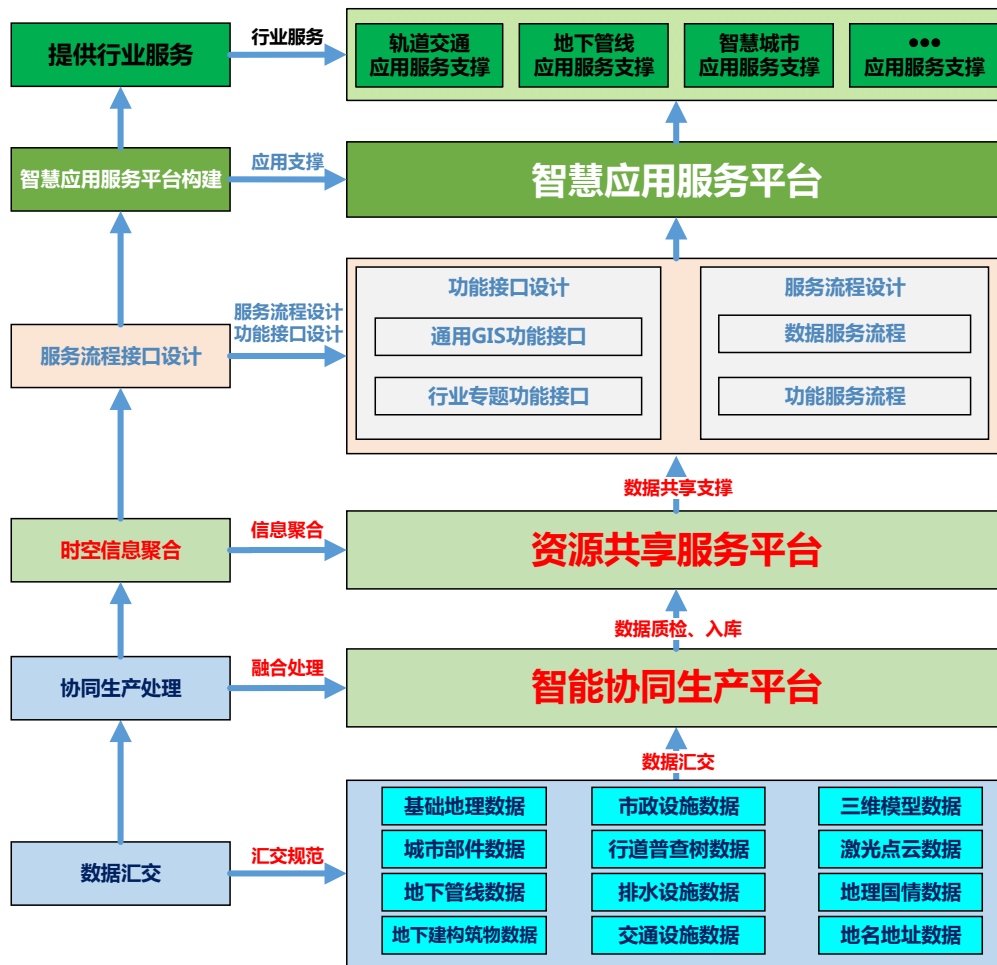 提供行业服务
行业服务
轨道交通
应用服务支撑
地下管线
应用服务支撑
智慧城市
应用服务支撑
●●●
应用服务支撑
智慧应用服务平台构建
应用支撑
智慧应用服务平台
服务流程接口设计
服务流程设计
功能接口设计
功能接口设计
通用GIS功能接口
行业专题功能接口
服务流程设计
数据服务流程
功能服务流程
数据共享支撑
时空信息聚合
信息聚合
资源共享服务平台
数据质检、入库
协同生产处理
融合处理
智能协同生产平台
数据汇交
数据汇交
汇交规范
基础地理数据
市政设施数据
三维模型数据
城市部件数据
行道普查树数据
激光点云数据
地下管线数据
排水设施数据
地理国情数据
地下建构筑物数据
交通设施数据
地名地址数据